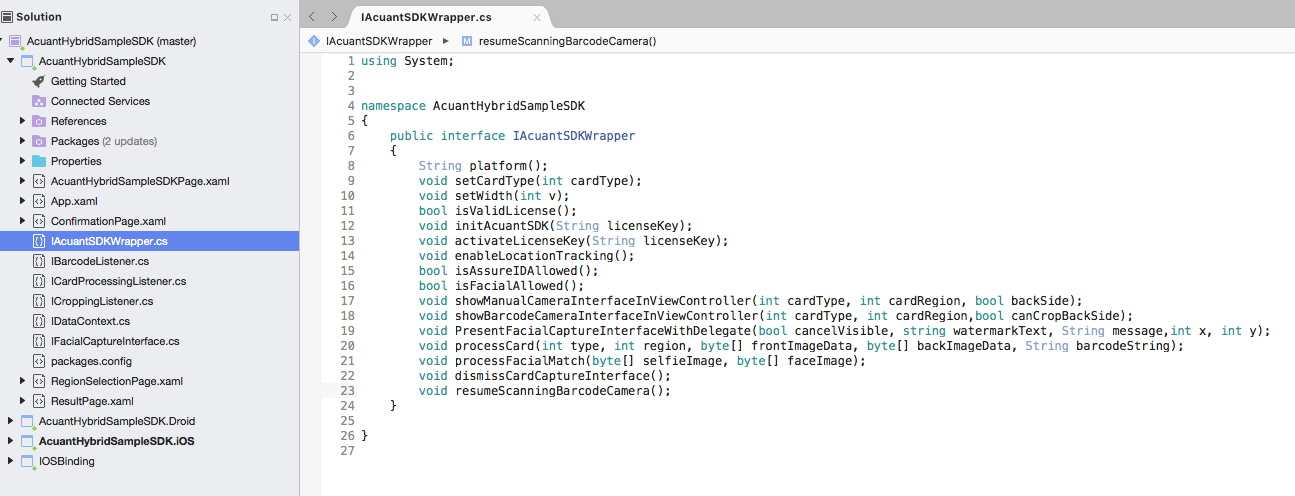 Solution
AcuantHybridSampleSDK (master)
AcuantHybridSampleSDK
Getting Started
Connected Services
References
Packages (2 updates)
Properties
AcuantHybridSampleSDKPage.xaml
App.xaml
ConfirmationPage.xaml
IAcuantSDKWrapper.cs
IBarcodeListener.cs
ICardProcessingListener.cs
ICroppingListener.cs
IDataContext.cs
IFacialCaptureInterface.cs
packages.config
RegionSelectionPage.xaml
ResultPage.xaml
AcuantHybridSampleSDK.Droid
AcuantHybridSampleSDK.iOS
IOSBinding
IAcuantSDKWrapper.cs
IAcuantSDKWrapper ▶ M resumeScanningBarcodeCamera()
1 using System;
2
3
4 namespace AcuantHybridSampleSDK
5 {
6     public interface IAcuantSDKWrapper
7     {
8         String platform();
9         void setCardType(int cardType);
10         void setWidth(int v);
11         bool isValidLicense();
12         void initAcuantSDK(String licenseKey);
13         void activateLicenseKey(String licenseKey);
14         void enableLocationTracking();
15         bool isAssureIDAllowed();
16         bool isFacialAllowed();
17         void showManualCameraInterfaceInViewController(int cardType, int cardRegion, bool backSide);
18         void showBarcodeCameraInterfaceInViewController(int cardType, int cardRegion,bool canCropBackSide);
19         void PresentFacialCaptureInterfaceWithDelegate(bool cancelVisible, string watermarkText, String message,int x, int y);
20         void processCard(int type, int region, byte[] frontImageData, byte[] backImageData, String barcodeString);
21         void processFacialMatch(byte[] selfieImage, byte[] faceImage);
22         void dismissCardCaptureInterface();
23         void resumeScanningBarcodeCamera();
24     }
25
26 }
27